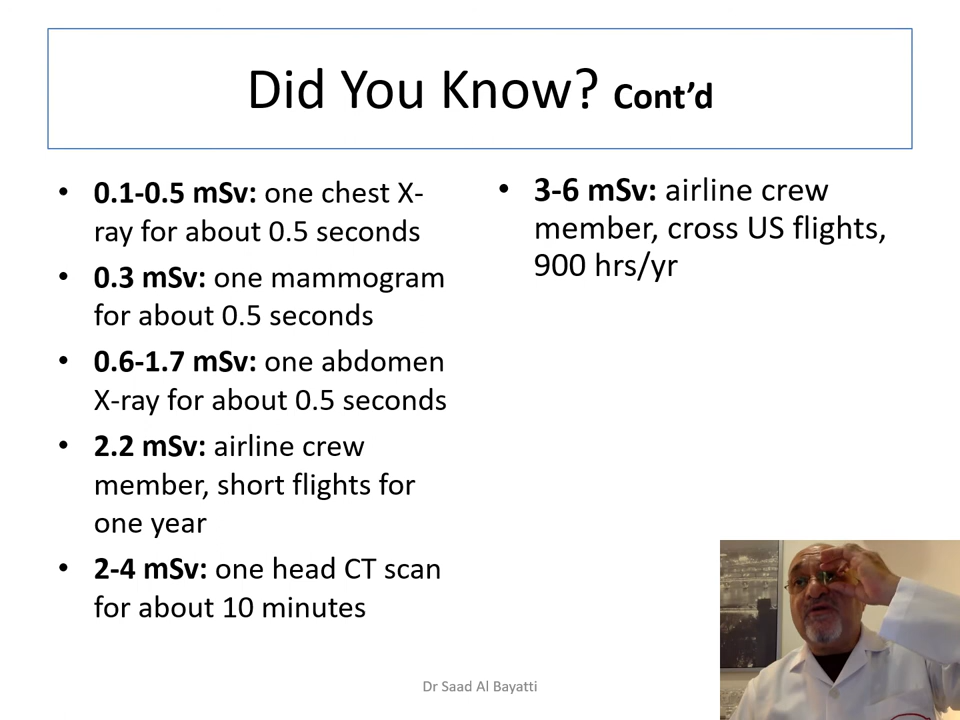 Did You Know? Cont’d
• 0.1-0.5 mSv: one chest X-
ray for about 0.5 seconds
• 0.3 mSv: one mammogram
for about 0.5 seconds
• 0.6-1.7 mSv: one abdomen
X-ray for about 0.5 seconds
• 2.2 mSv: airline crew
member, short flights for
one year
• 2-4 mSv: one head CT scan
for about 10 minutes
• 3-6 mSv: airline crew
member, cross US flights,
900 hrs/yr
Dr Saad Al Bayatti